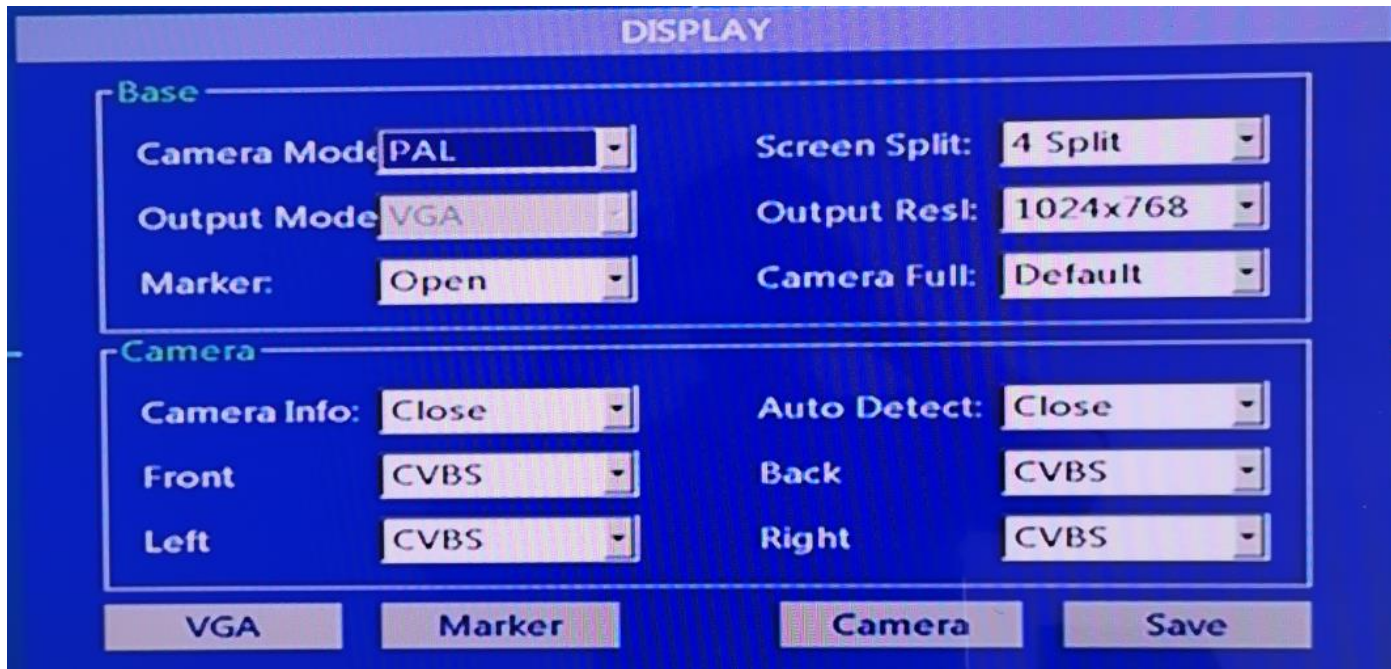 DISPLAY
Base
Camera Mode PAL Screen Split: 4 Split
Output Mode VGA Output Resl: 1024x768
Marker: Open Camera Full: Default
Camera
Camera Info: Close Auto Detect: Close
Front CVBS Back CVBS
Left CVBS Right CVBS
VGA Marker Camera Save